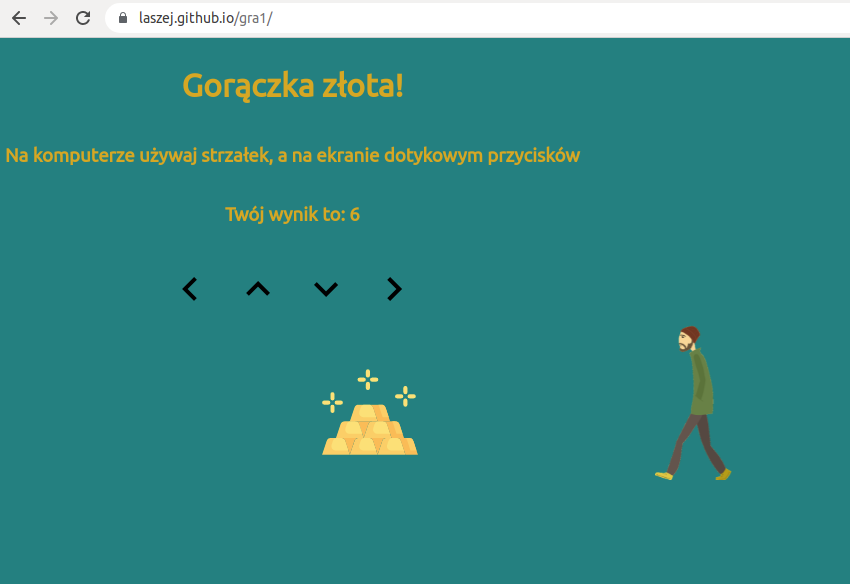 laszej.github.io/gra1/
Gorączka złota!
Na komputerze używaj strzałek, a na ekranie dotykowym przycisków
Twój wynik to: 6